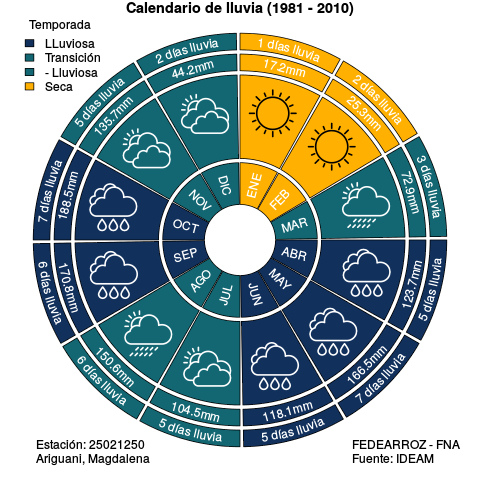 Calendario de lluvia (1981 - 2010)
Temporada
LLuviosa
Transición
- Lluviosa
Seca
1 días lluvia
17.2mm
ENE
2 días lluvia
25.3mm
FEB
3 días lluvia
72.9mm
MAR
5 días lluvia
123.7mm
ABR
7 días lluvia
166.5mm
MAY
5 días lluvia
118.1mm
JUN
5 días lluvia
104.5mm
JUL
6 días lluvia
150.6mm
AGO
6 días lluvia
170.8mm
SEP
7 días lluvia
188.5mm
OCT
5 días lluvia
135.7mm
NOV
2 días lluvia
44.2mm
DIC
Estación: 25021250
Ariguani, Magdalena
FEDEARROZ - FNA
Fuente: IDEAM